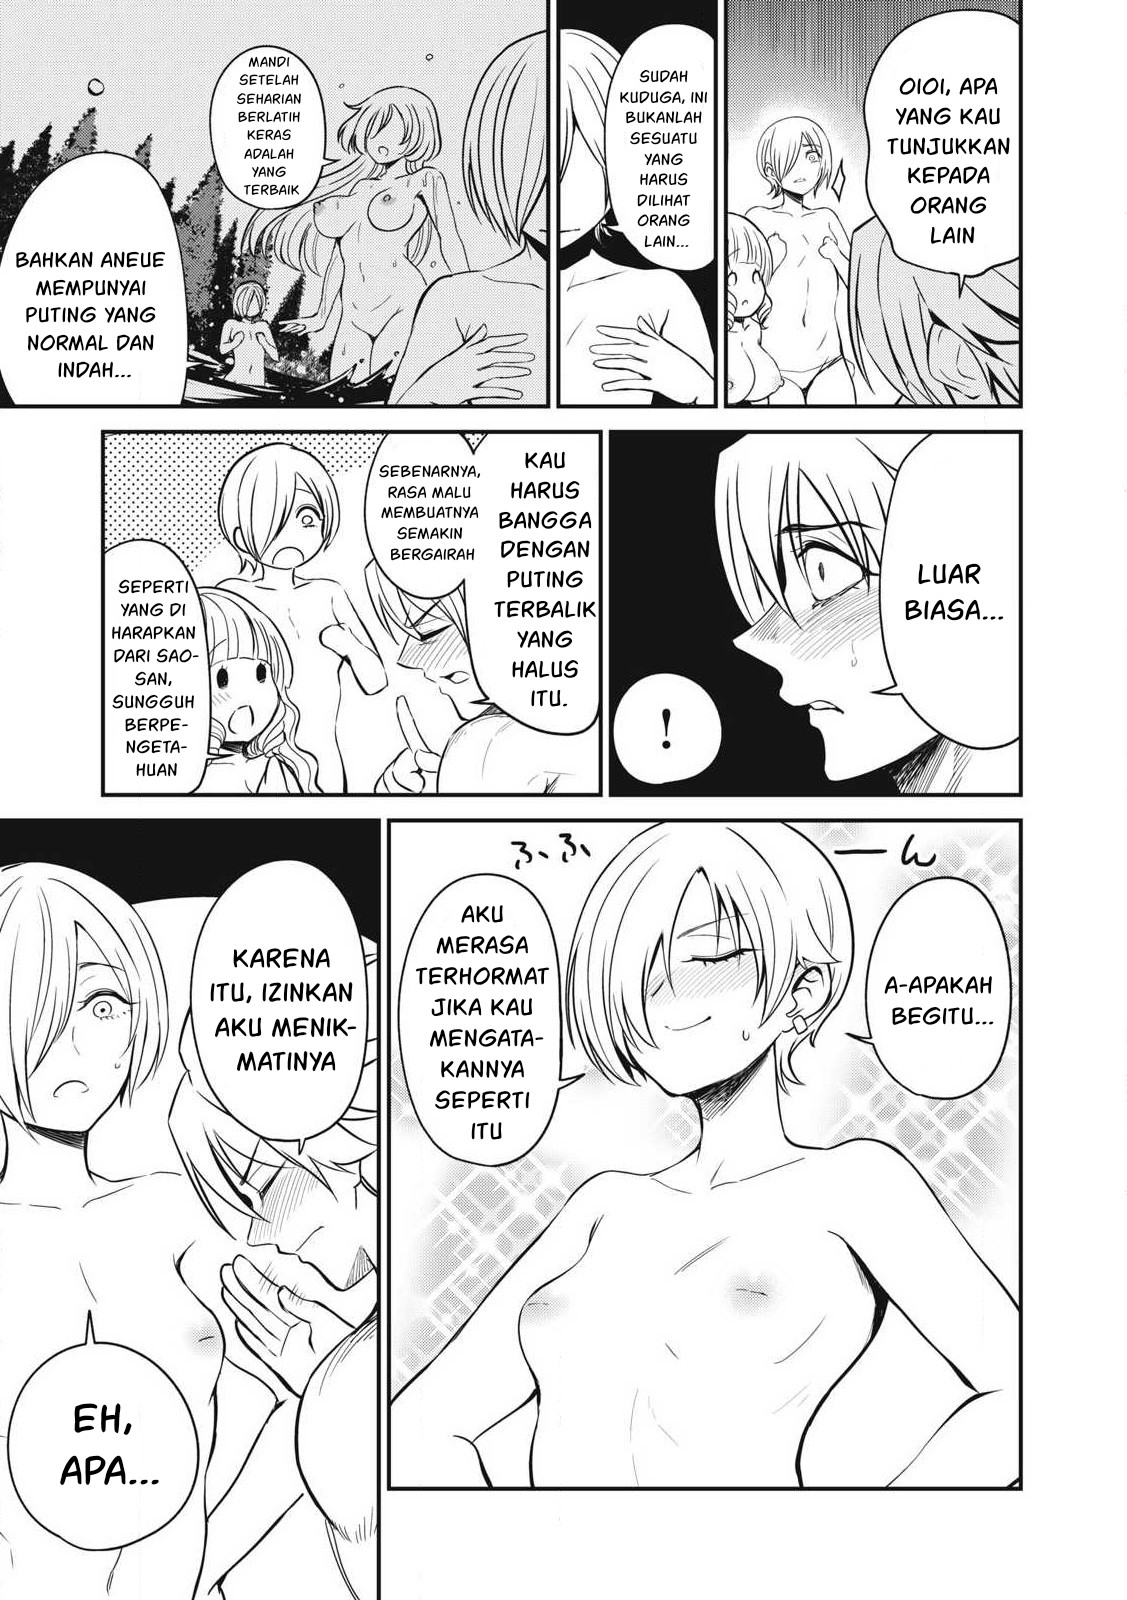 OIOI, APA
YANG KAU
TUNJUKKAN
KEPADA
ORANG
LAIN
SUDAH
KUDUGA, INI
BUKANLAH
SESUATU
YANG
HARUS
DILIHAT
ORANG
LAIN...
MANDI
SETELAH
SEHARIAN
BERLATIH
KERAS
ADALAH
YANG
TERBAIK
BAHKAN ANEUE
MEMPUNYAI
PUTING YANG
NORMAL DAN
INDAH...
LUAR
BIASA...
!
KAU
HARUS
BANGGA
DENGAN
PUTING
TERBALIK
YANG
HALUS
ITU.
SEBENARNYA,
RASA MALU
MEMBUATNYA
SEMAKIN
BERGAIRAH
SEPERTI
YANG DI
HARAPKAN
DARI SAO-
SAN,
SUNGGUH
BERPE-
NGETA-
HUAN
A-APAKAH
BEGITU...
ーん
ふふ
AKU
MERASA
TERHORMAT
JIKA KAU
MENGATA-
KANNYA
SEPERTI
ITU
KARENA
ITU, IZINKAN
AKU MENIK-
MATINYA
EH,
APA...